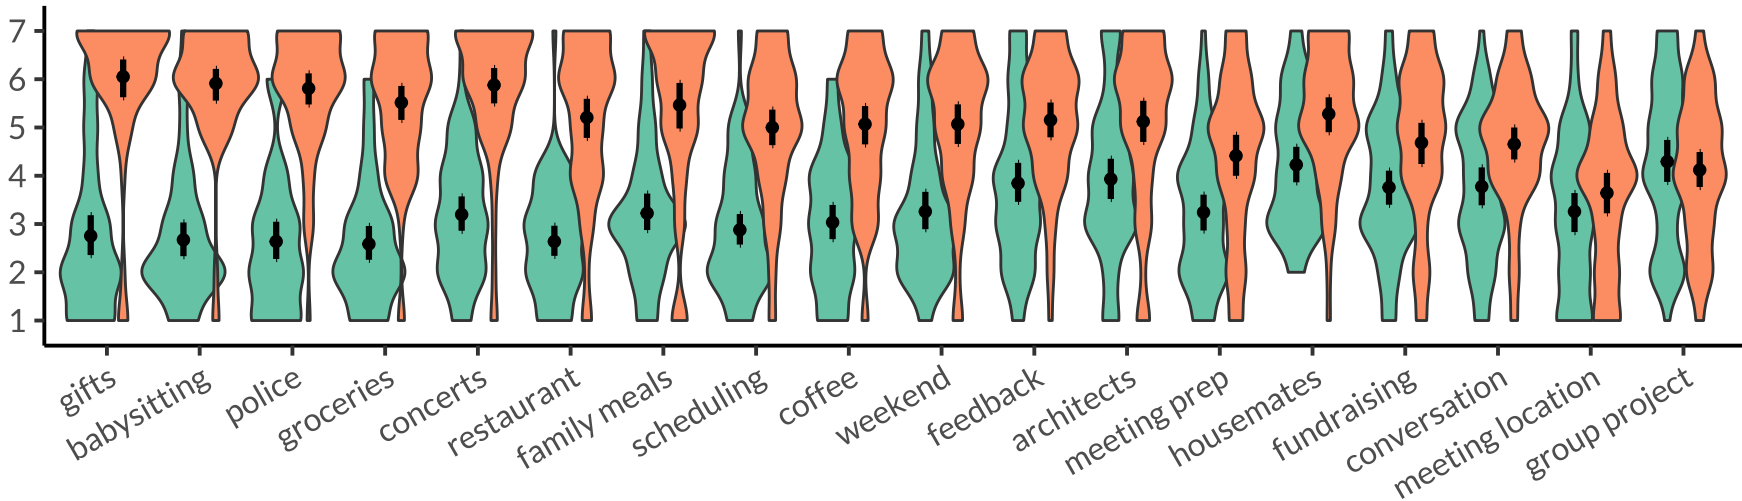 7
6
5
4
3
2
1
gifts
babysitting
police
groceries
concerts
restaurant
family meals
scheduling
coffee
weekend
feedback
architects
meeting prep
housemates
fundraising
conversation
meeting location
group project